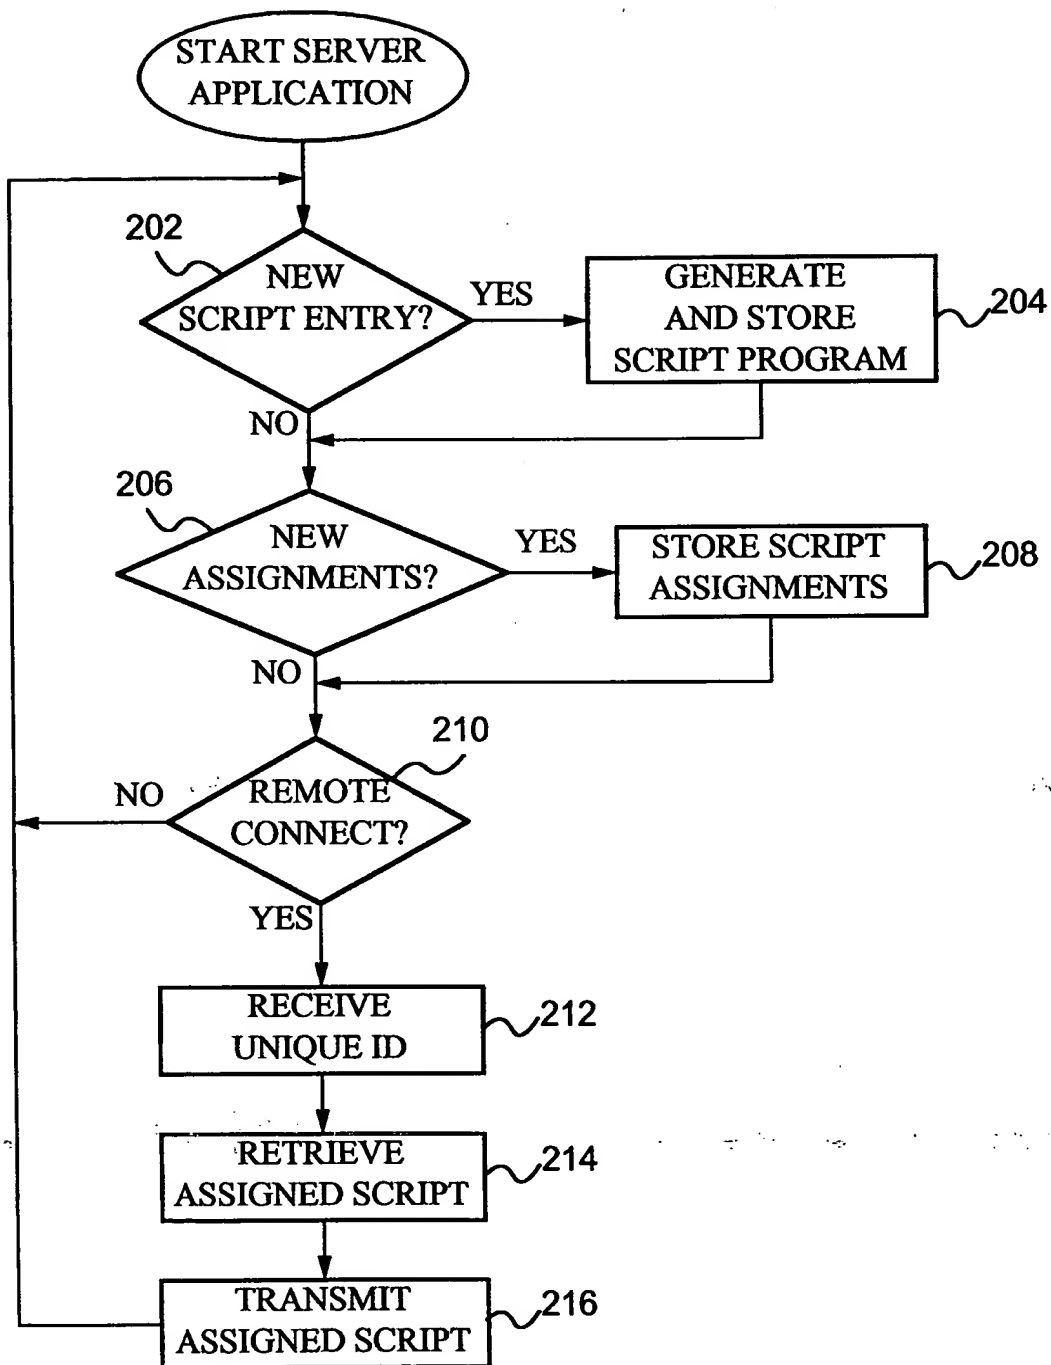 START SERVER
APPLICATION
202
NEW
SCRIPT ENTRY?
YES
GENERATE
AND STORE
SCRIPT PROGRAM
204
NO
206
NEW
ASSIGNMENTS?
YES
STORE SCRIPT
ASSIGNMENTS
208
NO
210
REMOTE
CONNECT?
NO
YES
RECEIVE
UNIQUE ID
212
RETRIEVE
ASSIGNED SCRIPT
214
TRANSMIT
ASSIGNED SCRIPT
216